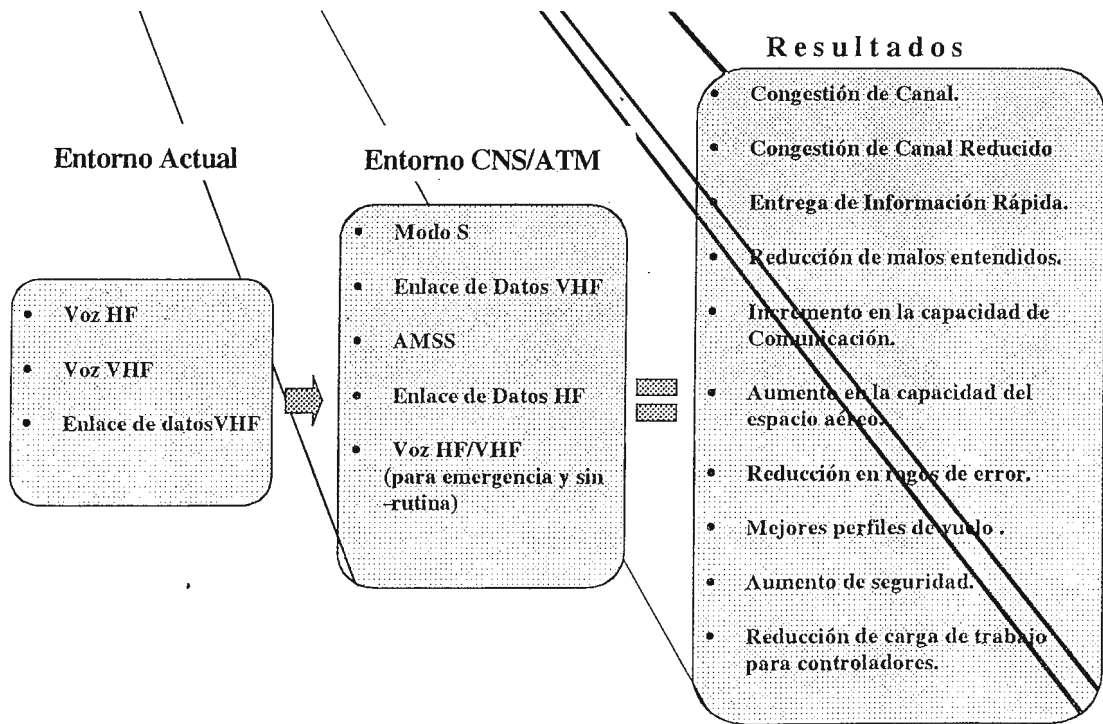 Entorno Actual
• Voz HF
• Voz VHF
• Enlace de datosVHF
Entorno CNS/ATM
• Modo S
• Enlace de Datos VHF
• AMSS
• Enlace de Datos HF
• Voz HF/VHF
(para emergencia y sin
-rutina)
Resultados
• Congestión de Canal.
• Congestión de Canal Reducido
• Entrega de Información Rápida.
• Reducción de malos entendidos.
• Incremento en la capacidad de
Comunicación.
• Aumento en la capacidad del
espacio aéreo.
• Reducción en rogos de error.
• Mejores perfiles de vuelo .
• Aumento de seguridad.
• Reducción de carga de trabajo
para controladores.